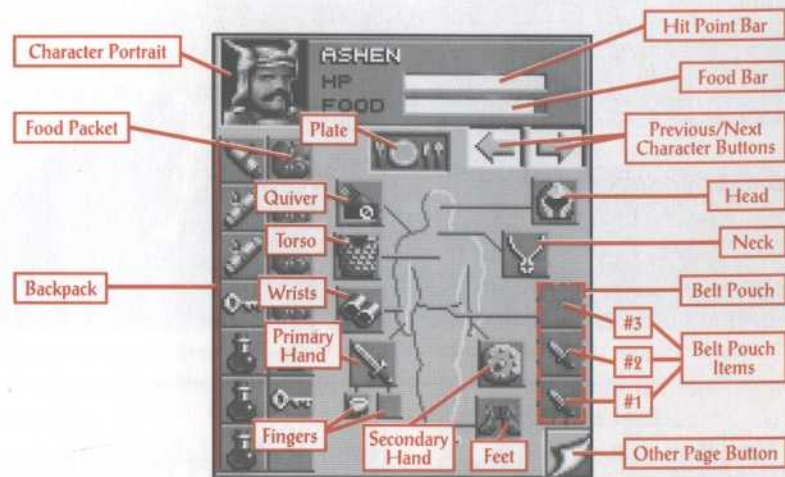 Character Portrait
ASHEN
HP
FOOD
Hit Point Bar
Food Bar
Food Packet
Plate
Previous/Next
Character Buttons
Quiver
Head
Torso
Neck
Backpack
Wrists
Belt Pouch
Primary
Hand
#3
#2
#1
Belt Pouch
Items
Fingers
Secondary
Hand
Feet
Other Page Button